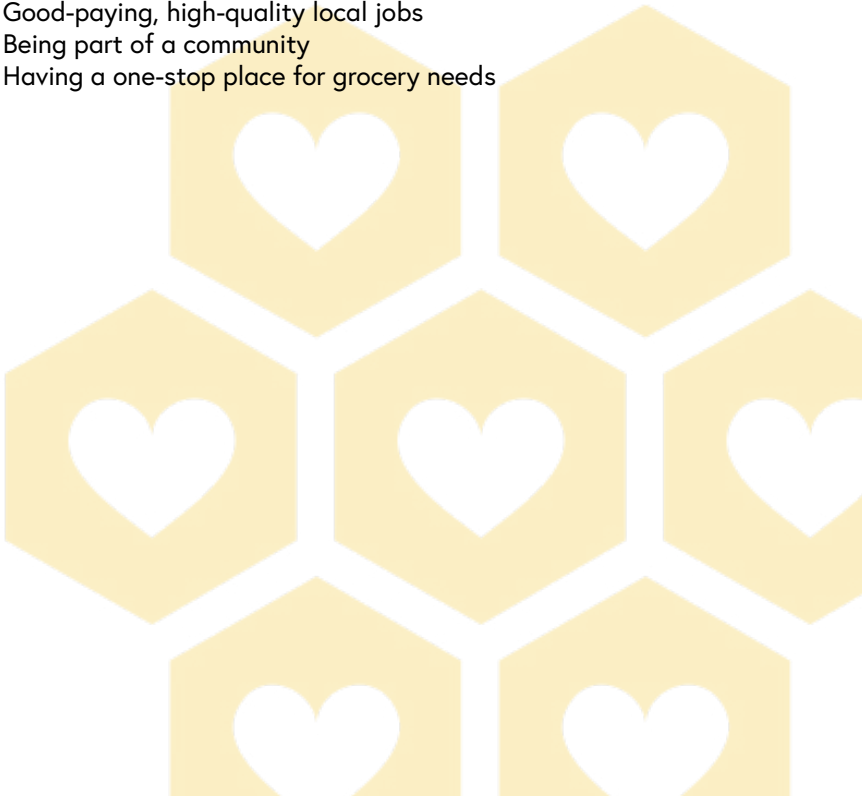 Good-paying, high-quality local jobs
Being part of a community
Having a one-stop place for grocery needs